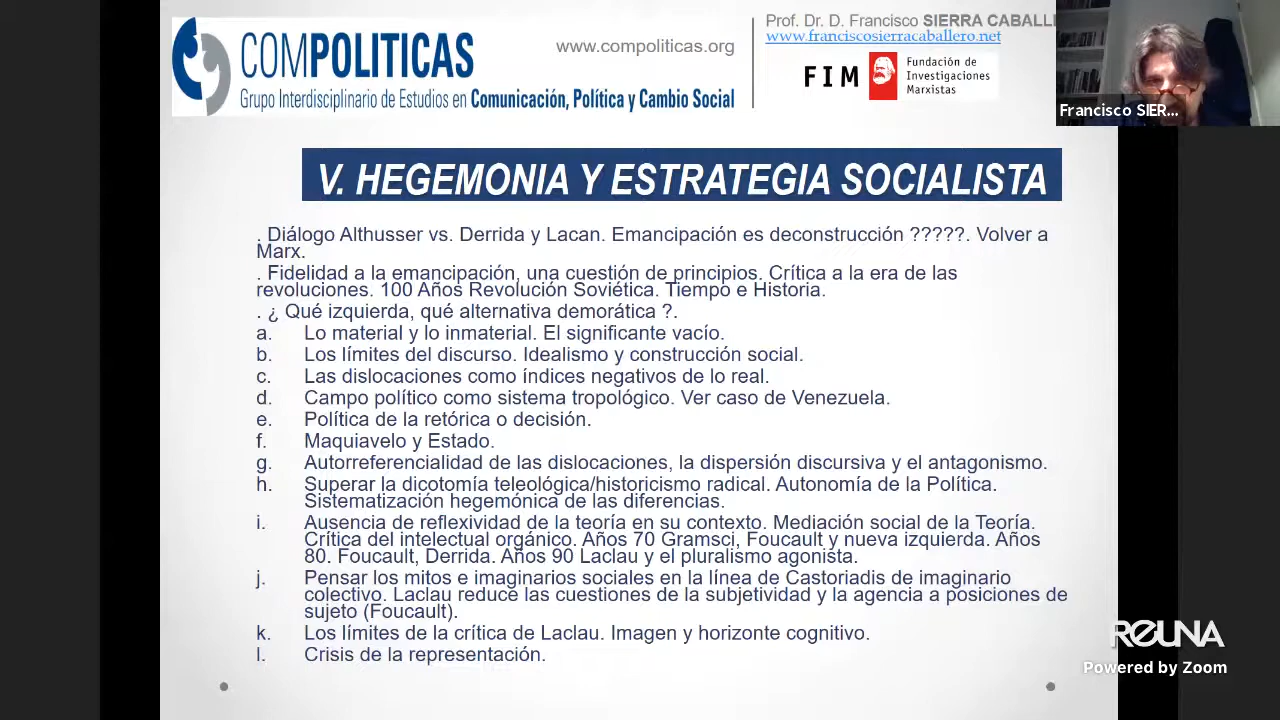 COMPOLITICAS
Grupo Interdisciplinario de Estudios en Comunicación, Política y Cambio Social
www.compoliticas.org
Prof. Dr. D. Francisco SIERRA CABALL
www.franciscosierracaballero.net
FIM
Fundación de
Investigaciones
Marxistas
Francisco SIER...
V. HEGEMONIA Y ESTRATEGIA SOCIALISTA
. Diálogo Althusser vs. Derrida y Lacan. Emancipación es deconstrucción ?????. Volver a
Marx.
. Fidelidad a la emancipación, una cuestión de principios. Crítica a la era de las
revoluciones. 100 Años Revolución Soviética. Tiempo e Historia.
. ¿ Qué izquierda, qué alternativa demorática ?.
a. Lo material y lo inmaterial. El significante vacío.
b. Los límites del discurso. Idealismo y construcción social.
c. Las dislocaciones como índices negativos de lo real.
d. Campo político como sistema tropológico. Ver caso de Venezuela.
e. Política de la retórica o decisión.
f. Maquiavelo y Estado.
g. Autorreferencialidad de las dislocaciones, la dispersión discursiva y el antagonismo.
h. Superar la dicotomía teleológica/historicismo radical. Autonomía de la Política.
Sistematización hegemónica de las diferencias.
i. Ausencia de reflexividad de la teoría en su contexto. Mediación social de la Teoría.
Crítica del intelectual orgánico. Años 70 Gramsci, Foucault y nueva izquierda. Años
80. Foucault, Derrida. Años 90 Laclau y el pluralismo agonista.
j. Pensar los mitos e imaginarios sociales en la línea de Castoriadis de imaginario
colectivo. Laclau reduce las cuestiones de la subjetividad y la agencia a posiciones de
sujeto (Foucault).
k. Los límites de la crítica de Laclau. Imagen y horizonte cognitivo.
l. Crisis de la representación.
REUNA
Powered by Zoom